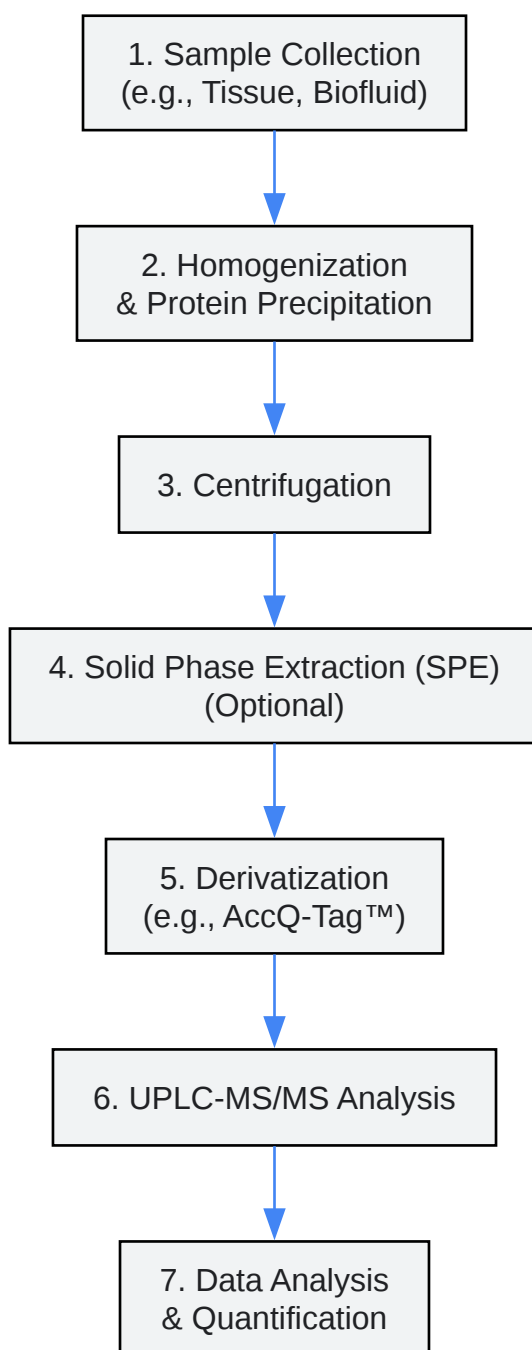 1. Sample Collection
(e.g., Tissue, Biofluid)
2. Homogenization
& Protein Precipitation
3. Centrifugation
4. Solid Phase Extraction (SPE)
(Optional)
5. Derivatization
(e.g., AccQ-Tag™)
6. UPLC-MS/MS Analysis
7. Data Analysis
& Quantification